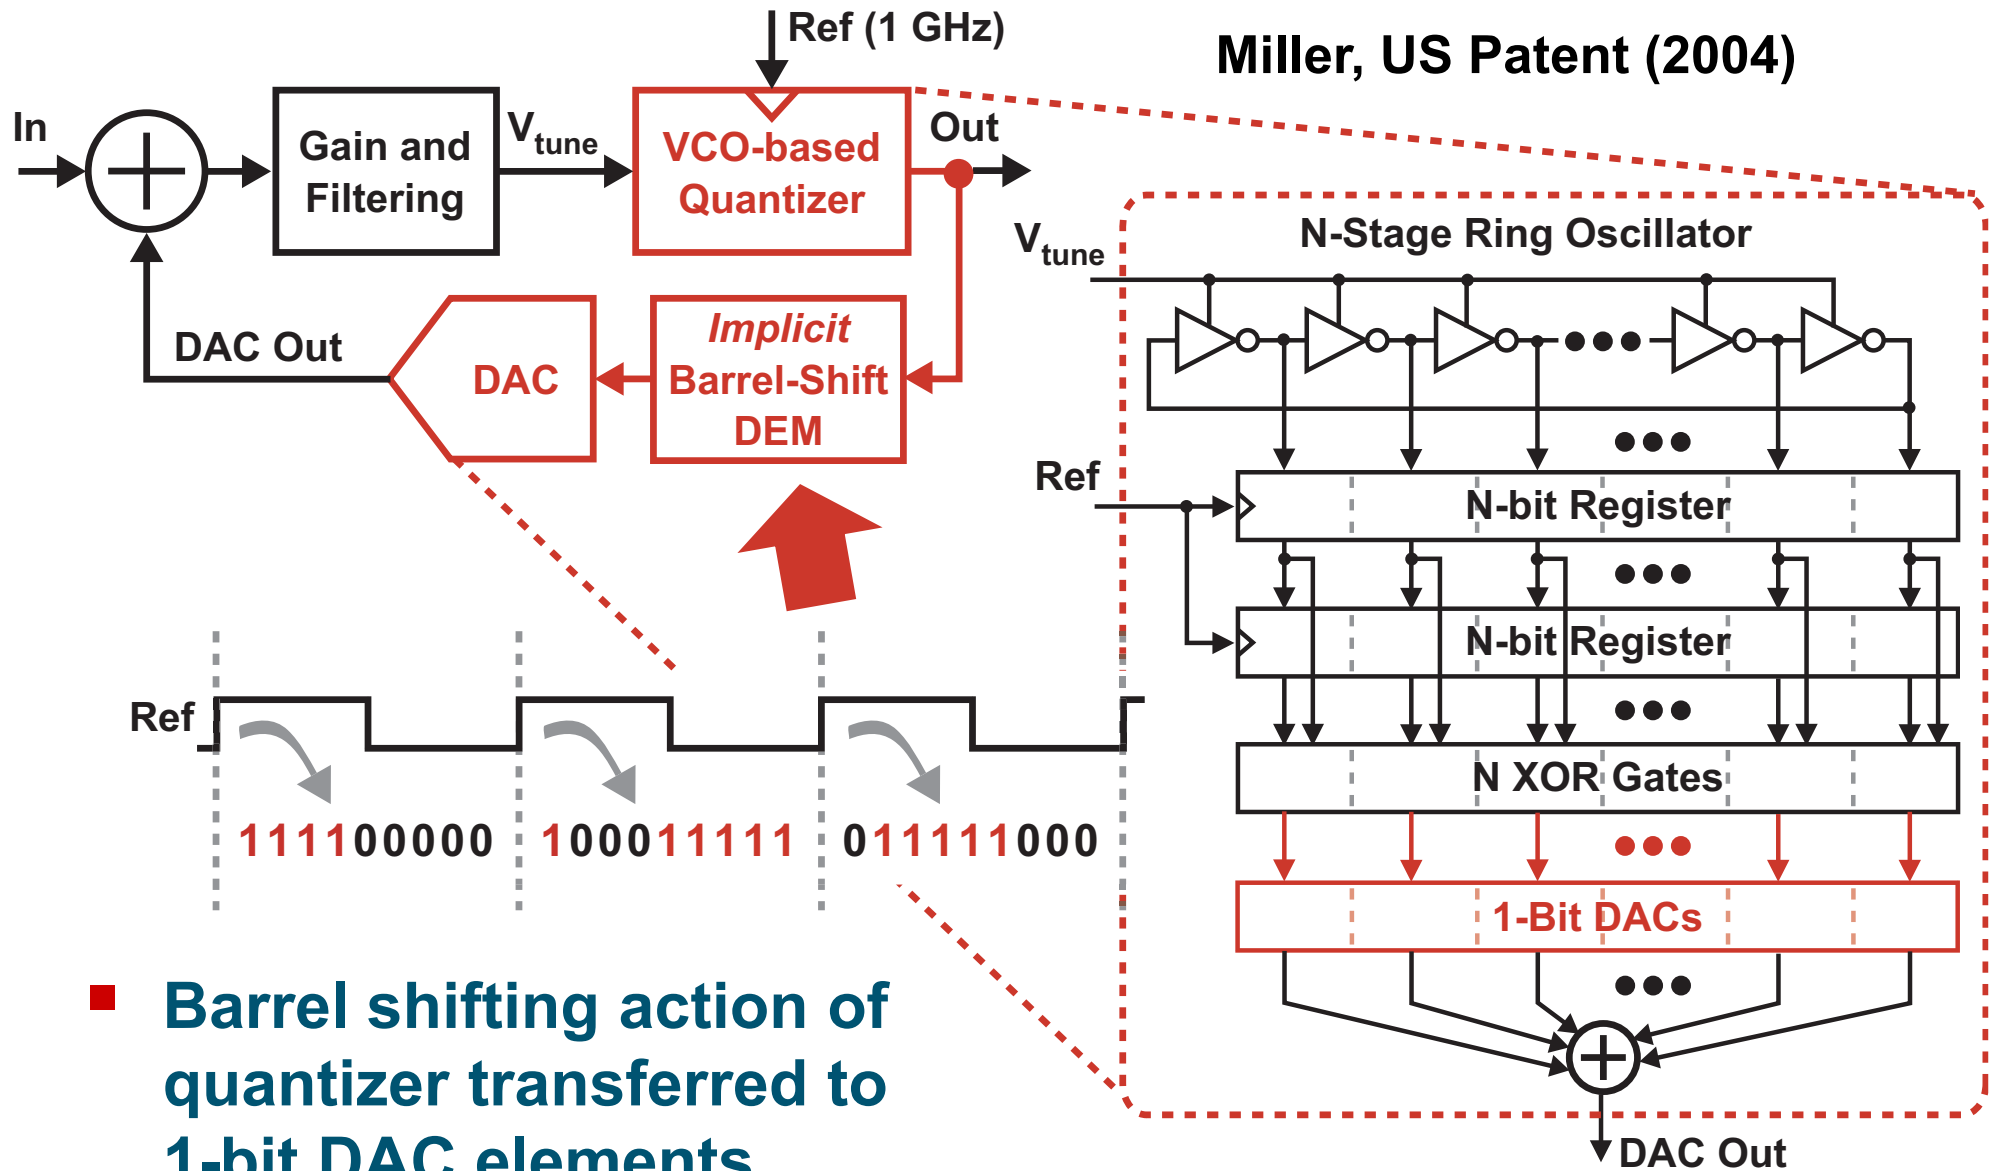 Ref (1 GHz)
Miller, US Patent (2004)
In
Gain and
Filtering
Vtune
VCO-based
Quantizer
Out
DAC Out
DAC
Implicit
Barrel-Shift
DEM
Vtune
N-Stage Ring Oscillator
Ref
N-bit Register
N-bit Register
N XOR Gates
1-Bit DACs
DAC Out
Ref
111100000
100011111
011111000
Barrel shifting action of
quantizer transferred to
1-bit DAC elements